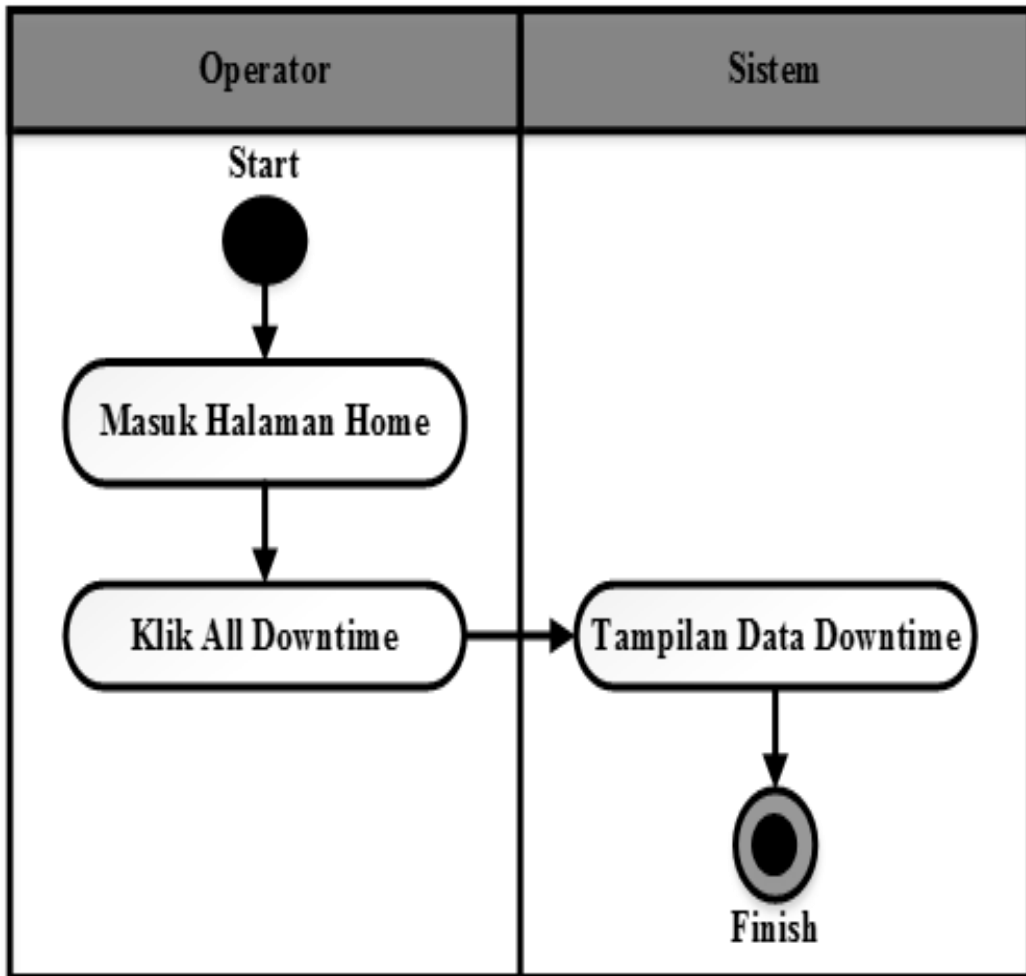 Operator
Sistem
Start
Masuk Halaman Home
Klik All Downtime
Tampilan Data Downtime
Finish